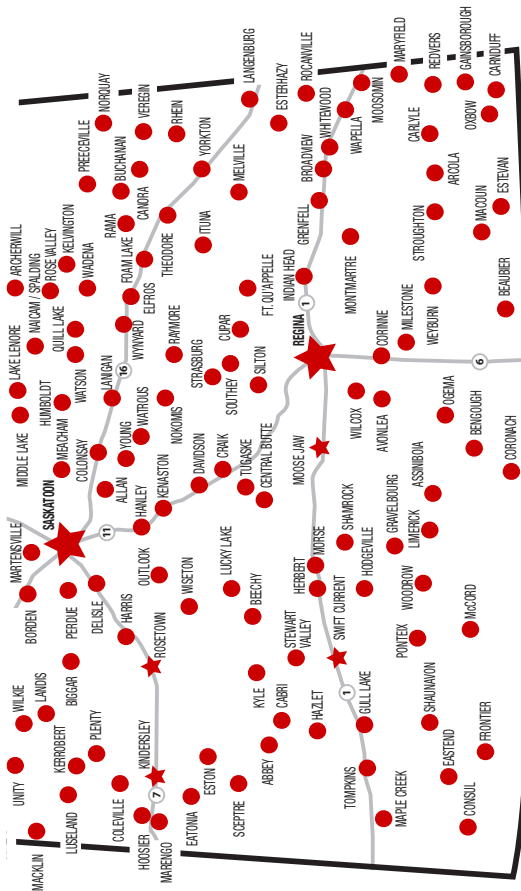 MACKLIN
UNITY
WILKIE
LANDIS
LUSELAND
KERROBERT
PLENTY
BIGGAR
COLEVILLE
HOOSIER
MARENGO
7
KINDERSLEY
ROSETOWN
HARRIS
DELISLE
PERDUE
BORDEN
MARTENSVILLE
SASKATOON
11
EATONIA
ESTON
SCEPTRE
ABBEY
CABRI
KYLE
HAZLET
STEWART
VALLEY
BEECHY
LUCKY LAKE
WISETON
OUTLOOK
HANLEY
KENASTON
ALLAN
YOUNG
WATROUS
COLONSAY
MEACHAM
MIDDLE LAKE
LAKE LENORE
HUMBOLDT
WATSON
LANIGAN
16
QUILL LAKE
NAICAM / SPALDING
ARCHERWILL
ROSE VALLEY
KELVINGTON
WADENA
WYNYARD
ELFROS
FOAM LAKE
RAMA
BUCHANAN
PREECEVILLE
NORQUAY
VEREGIN
CANORA
RHEIN
THEODORE
YORKTON
ITUNA
MELVILLE
LANGENBURG
ESTERHAZY
ROCANVILLE
NOKOMIS
RAYMORE
STRASBURG
SOUTHEY
CUPAR
SILTON
FT. QU'APPELLE
DAVIDSON
CRAIK
TUGASKE
CENTRAL BUTTE
MAPLE CREEK
TOMPKINS
GULL LAKE
1
SWIFT CURRENT
HERBERT
MORSE
MOOSE JAW
REGINA
1
INDIAN HEAD
GRENFELL
BROADVIEW
WHITEWOOD
WAPELLA
MOOSOMIN
MARYFIELD
REDVERS
GAINSBOROUGH
CARNDUFF
OXBOW
CARLYLE
ARCOLA
STOUGHTON
MONTMARTRE
MACOUN
ESTEVAN
BEAUBIER
WEYBURN
MILESTONE
CORINNE
6
WILCOX
AVONLEA
OGEMA
BENGOUGH
CORONACH
ASSINIBOIA
LIMERICK
GRAVELBOURG
SHAMROCK
HODGEVILLE
WOODROW
PONTEIX
McCORD
SHAUNAVON
EASTEND
FRONTIER
CONSUL